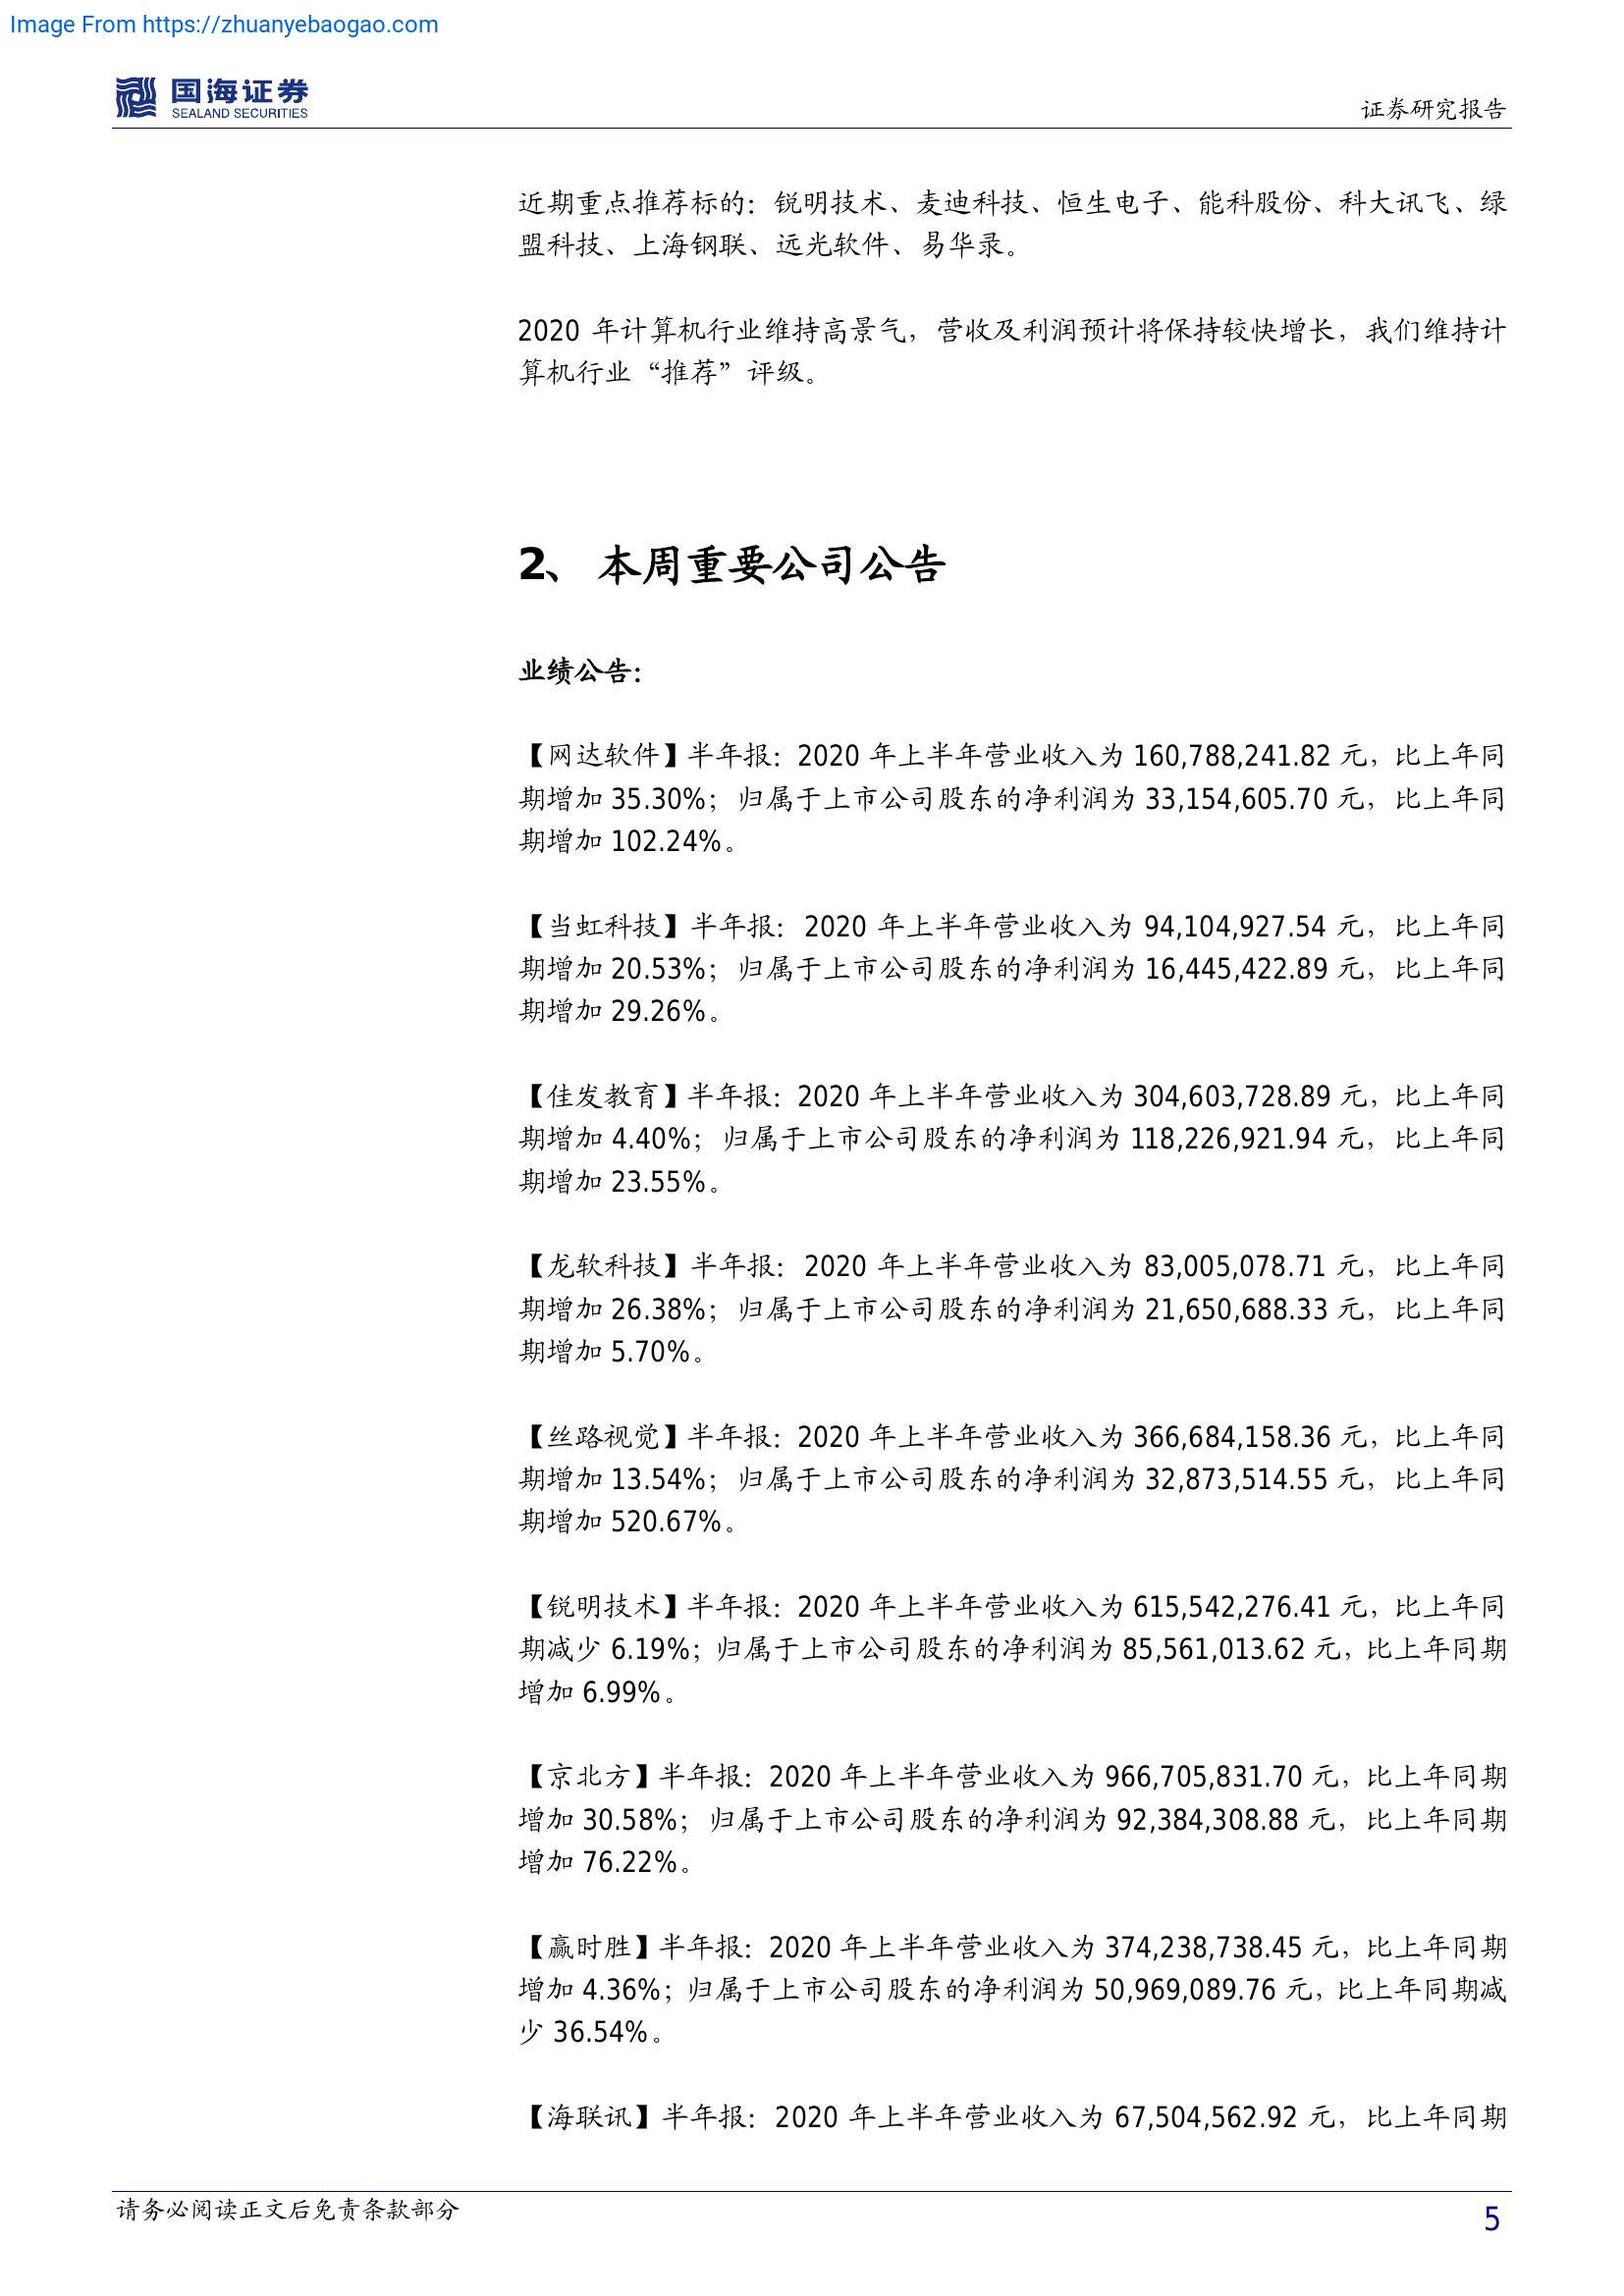 Image From https://zhuanyebaogao.com
国海证券
SEALAND SECURITIES
证券研究报告
近期重点推荐标的：锐明技术、麦迪科技、恒生电子、能科股份、科大讯飞、绿
盟科技、上海钢联、远光软件、易华录。
2020 年计算机行业维持高景气，营收及利润预计将保持较快增长，我们维持计
算机行业“推荐”评级。
2、 本周重要公司公告
业绩公告：
【网达软件】半年报：2020 年上半年营业收入为 160,788,241.82 元，比上年同
期增加 35.30%；归属于上市公司股东的净利润为 33,154,605.70 元，比上年同
期增加 102.24%。
【当虹科技】半年报：2020 年上半年营业收入为 94,104,927.54 元，比上年同
期增加 20.53%；归属于上市公司股东的净利润为 16,445,422.89 元，比上年同
期增加 29.26%。
【佳发教育】半年报：2020 年上半年营业收入为 304,603,728.89 元，比上年同
期增加 4.40%；归属于上市公司股东的净利润为 118,226,921.94 元，比上年同
期增加 23.55%。
【龙软科技】半年报：2020 年上半年营业收入为 83,005,078.71 元，比上年同
期增加 26.38%；归属于上市公司股东的净利润为 21,650,688.33 元，比上年同
期增加 5.70%。
【丝路视觉】半年报：2020 年上半年营业收入为 366,684,158.36 元，比上年同
期增加 13.54%；归属于上市公司股东的净利润为 32,873,514.55 元，比上年同
期增加 520.67%。
【锐明技术】半年报：2020 年上半年营业收入为 615,542,276.41 元，比上年同
期减少 6.19%；归属于上市公司股东的净利润为 85,561,013.62 元，比上年同期
增加 6.99%。
【京北方】半年报：2020 年上半年营业收入为 966,705,831.70 元，比上年同期
增加 30.58%；归属于上市公司股东的净利润为 92,384,308.88 元，比上年同期
增加 76.22%。
【赢时胜】半年报：2020 年上半年营业收入为 374,238,738.45 元，比上年同期
增加 4.36%；归属于上市公司股东的净利润为 50,969,089.76 元，比上年同期减
少 36.54%。
【海联讯】半年报：2020 年上半年营业收入为 67,504,562.92 元，比上年同期
请务必阅读正文后免责条款部分
5